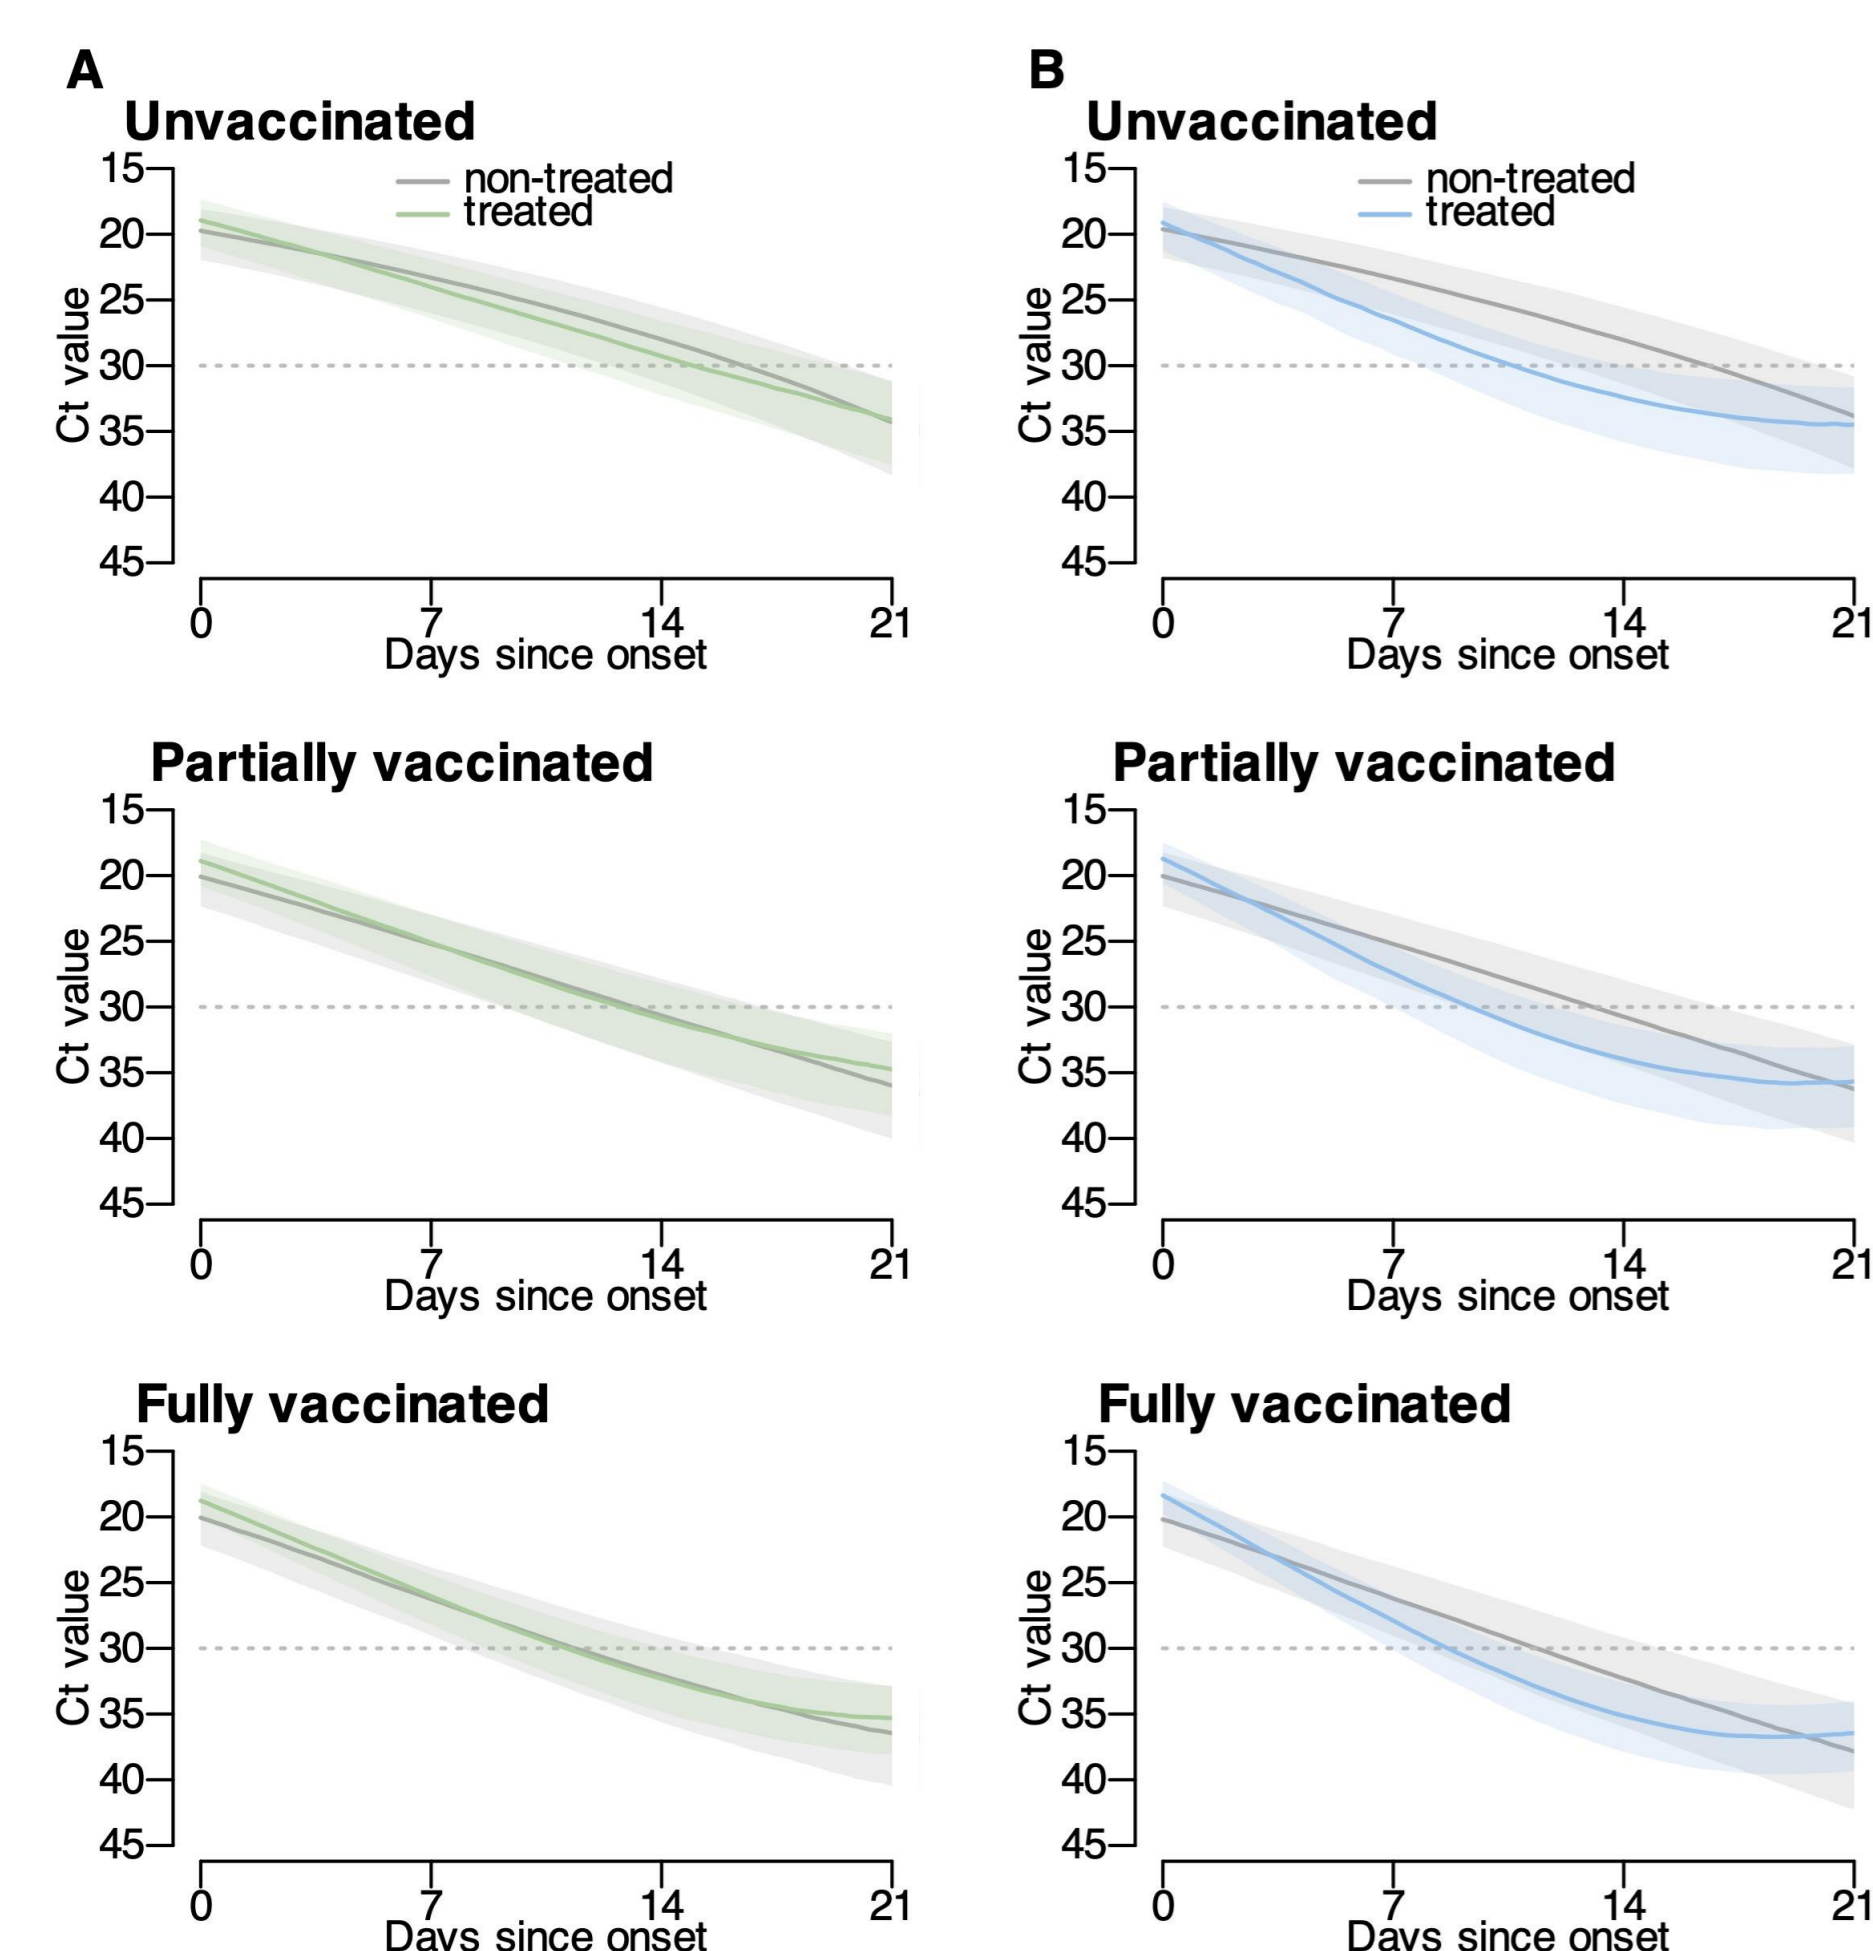 A
Unvaccinated
non-treated
treated
15
20
25
30
35
40
45
Ct value
0 7 14 21
Days since onset
B
Unvaccinated
non-treated
treated
15
20
25
30
35
40
45
Ct value
0 7 14 21
Days since onset
Partially vaccinated
15
20
25
30
35
40
45
Ct value
0 7 14 21
Days since onset
Partially vaccinated
15
20
25
30
35
40
45
Ct value
0 7 14 21
Days since onset
Fully vaccinated
15
20
25
30
35
40
45
Ct value
0 7 14 21
Days since onset
Fully vaccinated
15
20
25
30
35
40
45
Ct value
0 7 14 21
Days since onset